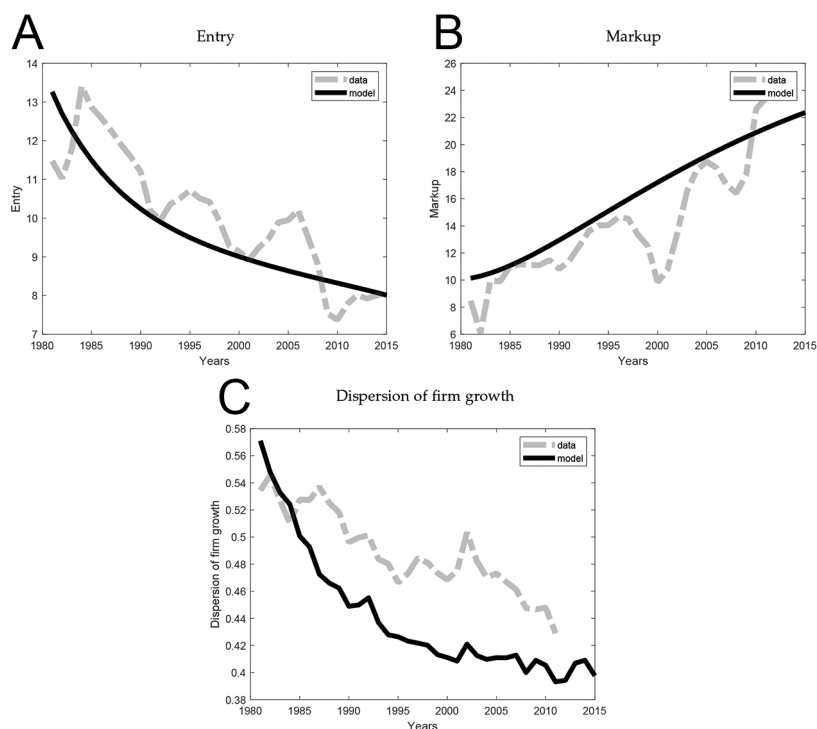 A
Entry
14
13
12
11
10
9
8
7
Entry
1980 1985 1990 1995 2000 2005 2010 2015
Years
data
model
B
Markup
26
24
22
20
18
16
14
12
10
8
6
Markup
1980 1985 1990 1995 2000 2005 2010 2015
Years
data
model
C
Dispersion of firm growth
0.58
0.56
0.54
0.52
0.5
0.48
0.46
0.44
0.42
0.4
0.38
Dispersion of firm growth
1980 1985 1990 1995 2000 2005 2010 2015
Years
data
model